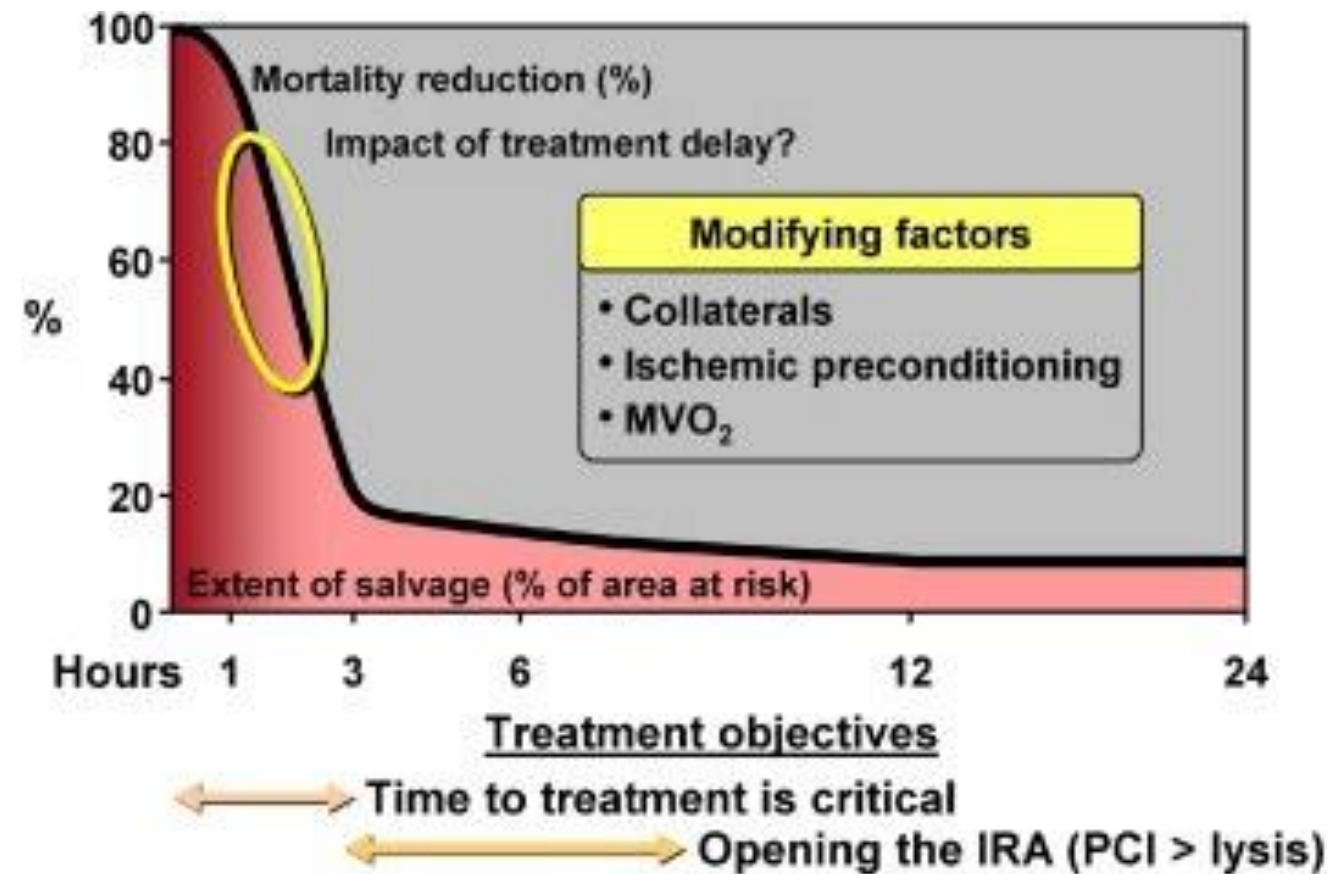 100
Mortality reduction (%)
80
Impact of treatment delay?
Modifying factors
60
%
• Collaterals
• Ischemic preconditioning
40
• MVO₂
20
Extent of salvage (% of area at risk)
0
Hours 1 3 6 12 24
Treatment objectives
Time to treatment is critical
Opening the IRA (PCI > lysis)